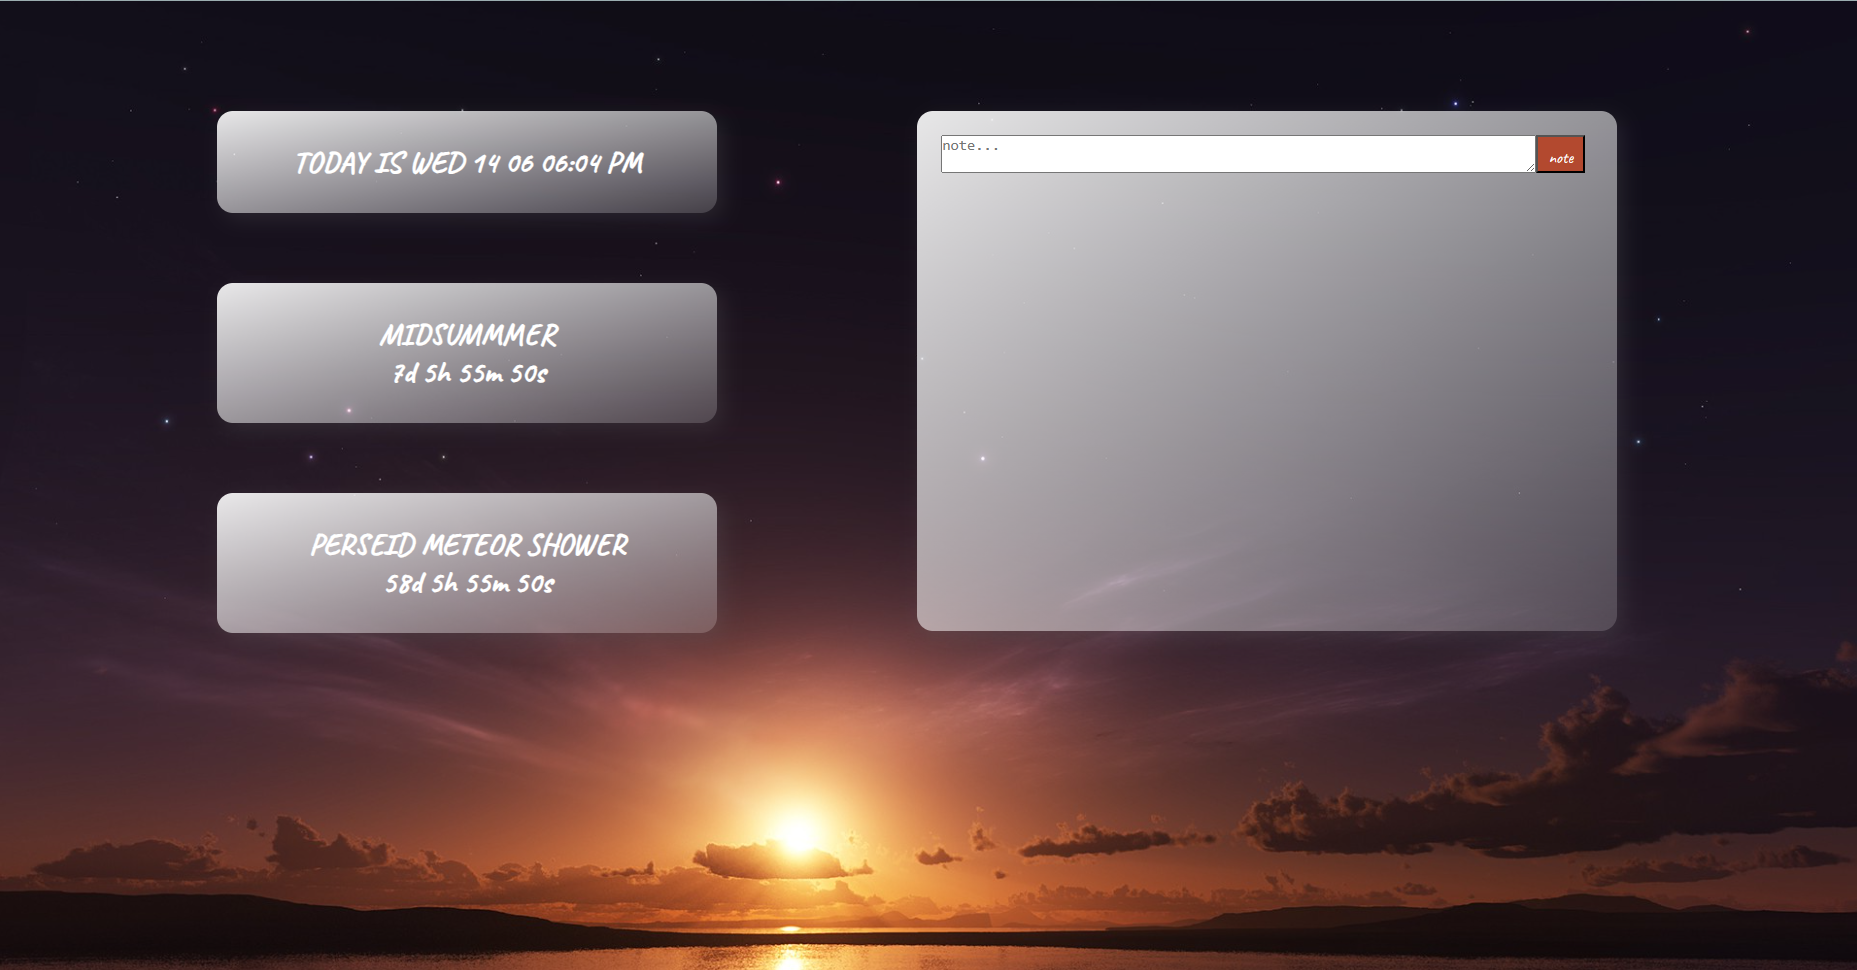 TODAY IS WED 14 06 06:04 PM
MIDSUMMMER
7d 5h 55m 50s
PERSEID METEOR SHOWER
58d 5h 55m 50s
note...
note